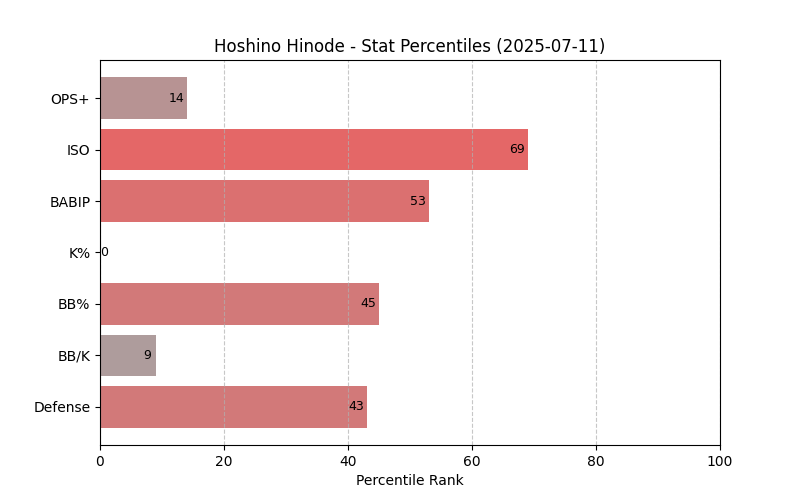 Hoshino Hinode - Stat Percentiles (2025-07-11)
OPS+ 14
ISO 69
BABIP 53
K% 0
BB% 45
BB/K 9
Defense 43
0 20 40 60 80 100
Percentile Rank